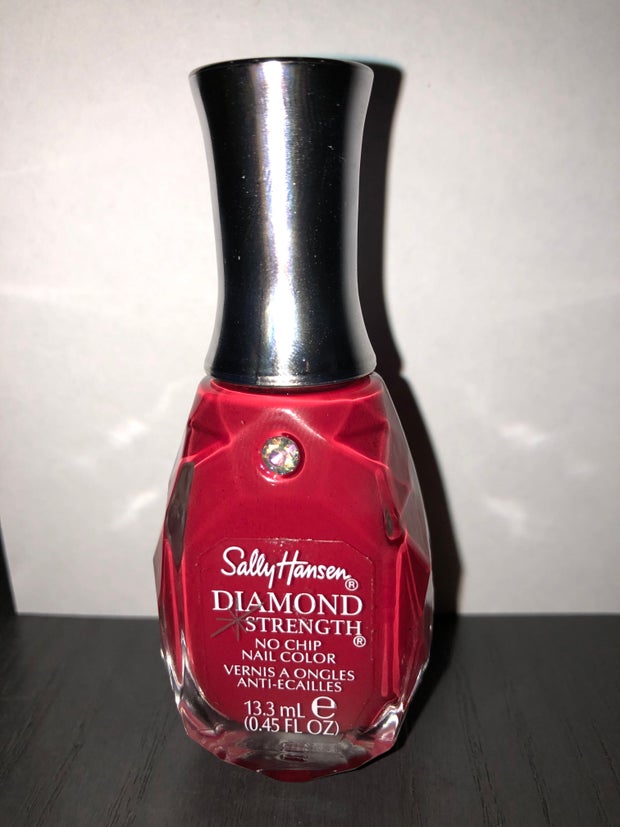 Sally Hansen®
DIAMOND
STRENGTH®
NO CHIP
NAIL COLOR
VERNIS A ONGLES
ANTI-ECAILLES
13.3 mL ℮
(0.45 FL OZ)